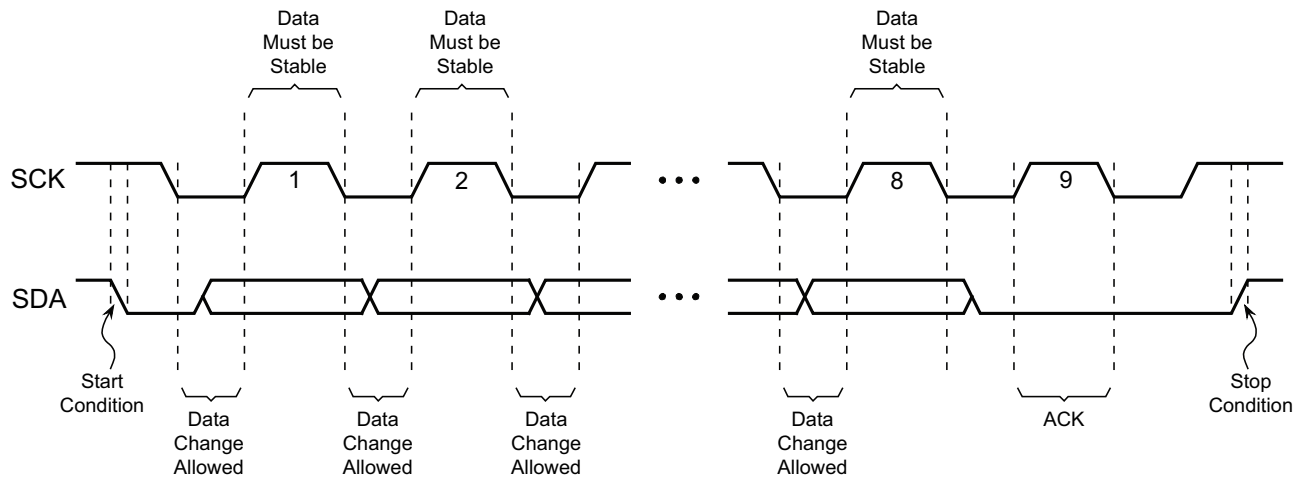 Data
Must be
Stable
Data
Must be
Stable
Data
Must be
Stable
SCK
1
2
8
9
SDA
Start
Condition
Data
Change
Allowed
Data
Change
Allowed
Data
Change
Allowed
Data
Change
Allowed
ACK
Stop
Condition